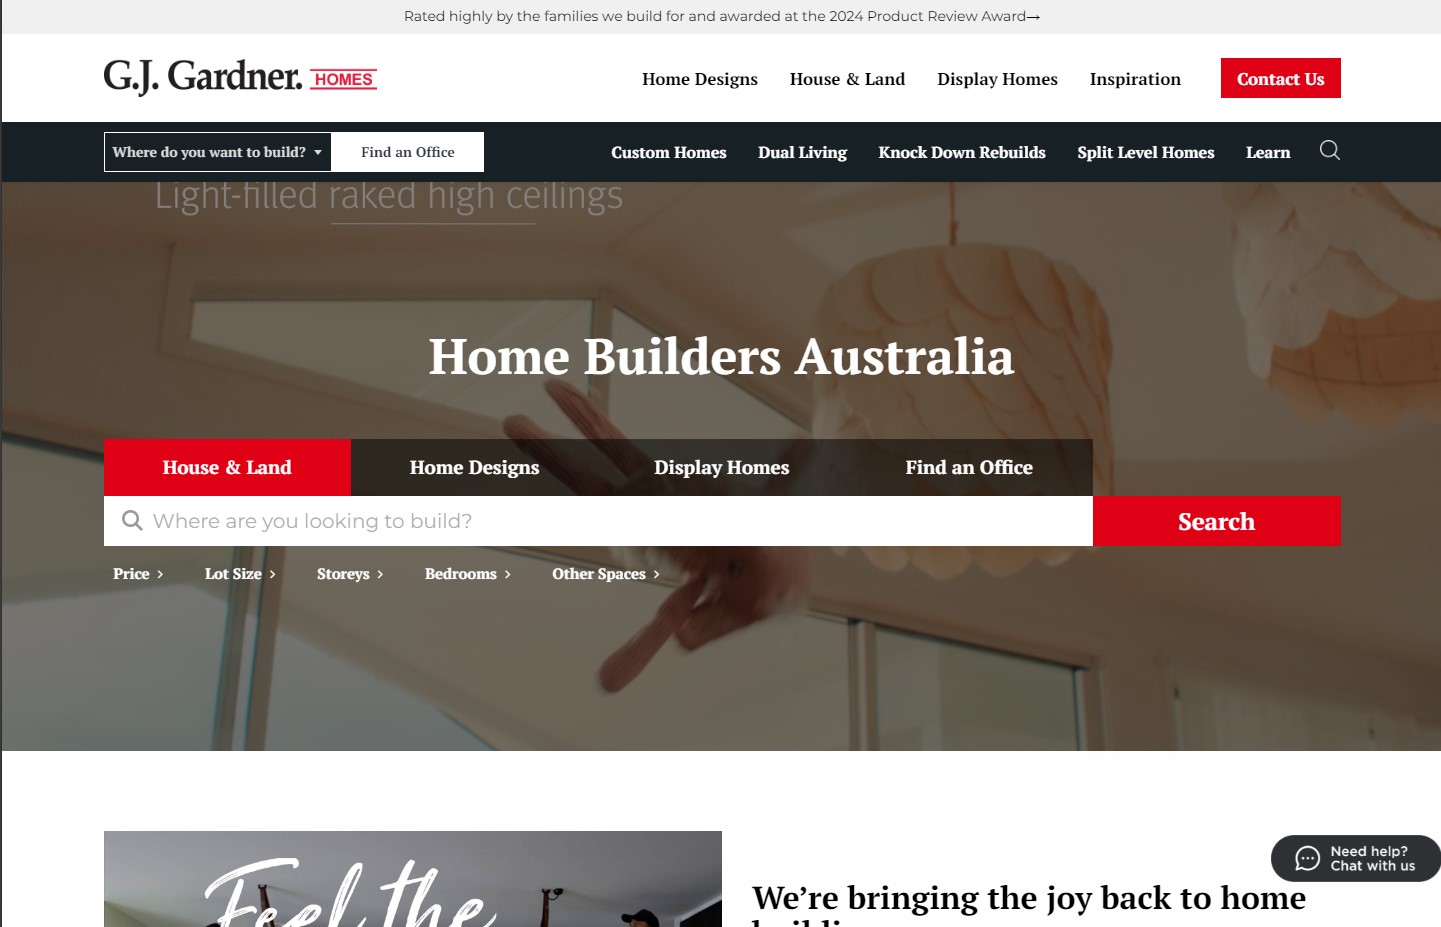 Rated highly by the families we build for and awarded at the 2024 Product Review Award→
G.J. Gardner. HOMES
Home Designs House & Land Display Homes Inspiration Contact Us
Where do you want to build? Find an Office
Custom Homes Dual Living Knock Down Rebuilds Split Level Homes Learn
Light-filled raked high ceilings
Home Builders Australia
House & Land Home Designs Display Homes Find an Office
Where are you looking to build? Search
Price Lot Size Storeys Bedrooms Other Spaces
Feel the
Need help?
Chat with us
We're bringing the joy back to home